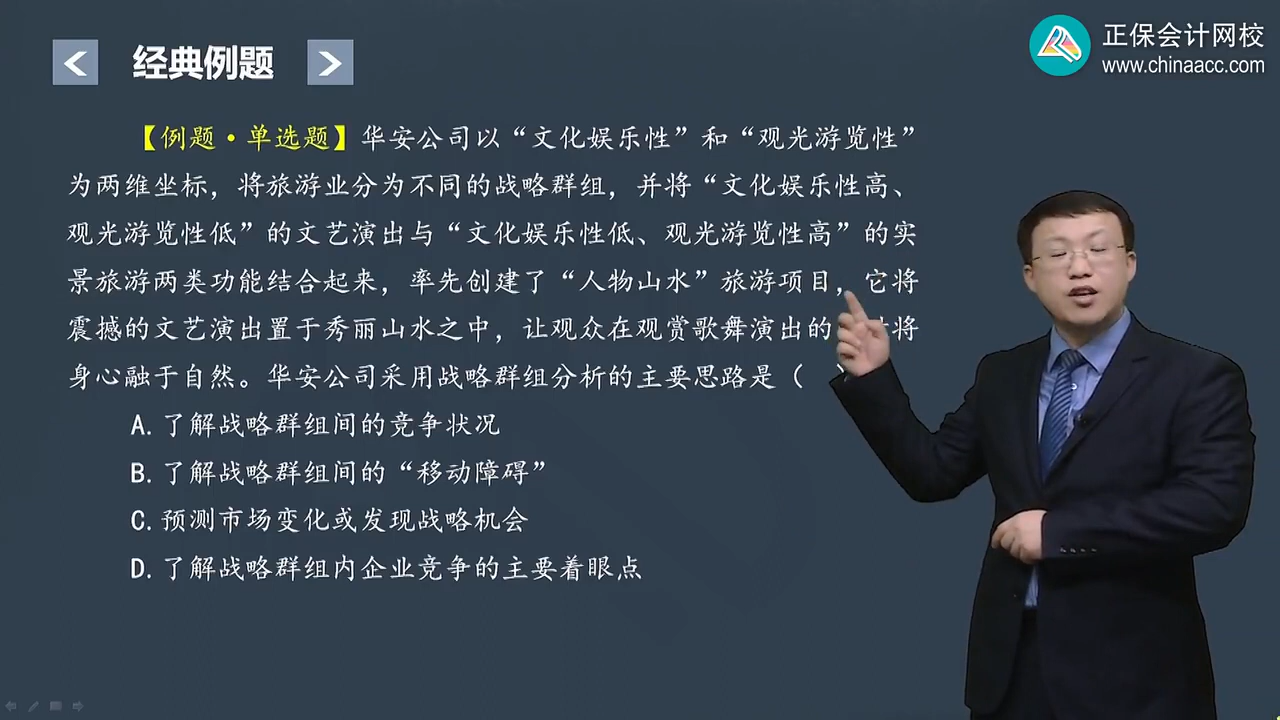 经典例题
正保会计网校
www.chinaacc.com
【例题·单选题】华安公司以“文化娱乐性”和“观光游览性”
为两维坐标，将旅游业分为不同的战略群组，并将“文化娱乐性高、
观光游览性低”的文艺演出与“文化娱乐性低、观光游览性高”的实
景旅游两类功能结合起来，率先创建了“人物山水”旅游项目，它将
震撼的文艺演出置于秀丽山水之中，让观众在观赏歌舞演出的 将
身心融于自然。华安公司采用战略群组分析的主要思路是（ ）
A. 了解战略群组间的竞争状况
B. 了解战略群组间的“移动障碍”
C. 预测市场变化或发现战略机会
D. 了解战略群组内企业竞争的主要着眼点